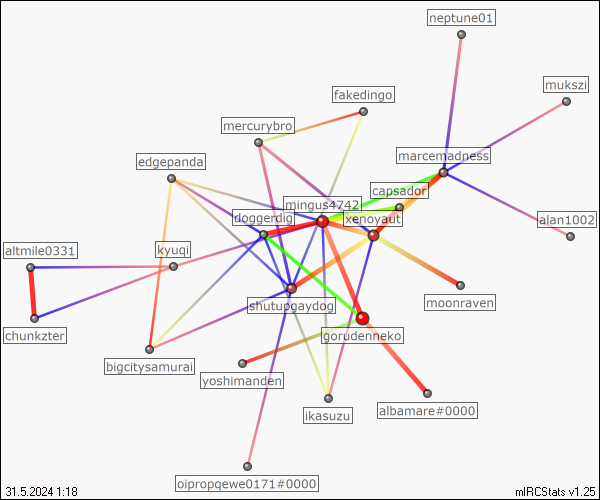 neptune01
mukszi
fakedingo
mercurybro
marcemadness
edgepanda
capsador
mingus4742
doggerdig
xenoyaut
alan1002
altmile0331
kyuqi
moonraven
shutupgaydog
chunkzter
gorudenneko
bigcitysamurai
yoshimanden
ikasuzu
albamare#0000
oipropqewe0171#0000
31.5.2024 1:18
mIRCStats v1.25